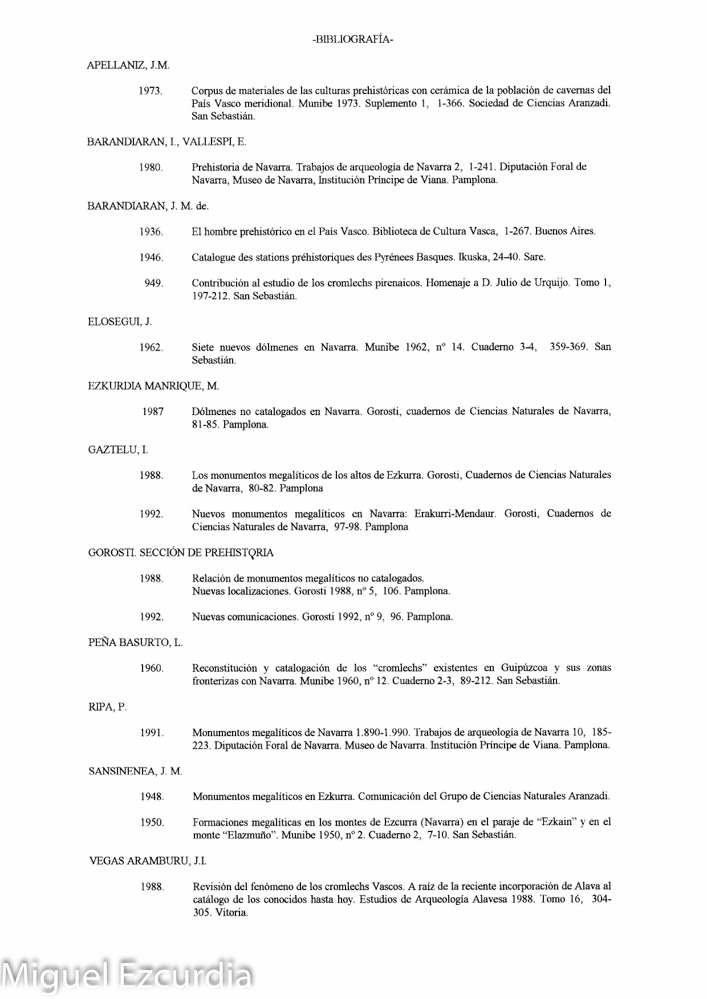 -BIBLIOGRAFÍA-
APELLANIZ, J.M.
1973. Corpus de materiales de las culturas prehistóricas con cerámica de la población de cavernas del
País Vasco meridional. Munibe 1973. Suplemento 1, 1-366. Sociedad de Ciencias Aranzadi.
San Sebastián.
BARANDIARAN, I., VALLESPI, E.
1980. Prehistoria de Navarra. Trabajos de arqueología de Navarra 2, 1-241. Diputación Foral de
Navarra, Museo de Navarra, Institución Príncipe de Viana. Pamplona.
BARANDIARAN, J. M. de.
1936. El hombre prehistórico en el País Vasco. Biblioteca de Cultura Vasca, 1-267. Buenos Aires.
1946. Catalogue des stations préhistoriques des Pyrénees Basques. Ikuska, 24-40. Sare.
949. Contribución al estudio de los cromlechs pirenaicos. Homenaje a D. Julio de Urquijo. Tomo 1,
197-212. San Sebastián.
ELOSEGUI, J.
1962. Siete nuevos dólmenes en Navarra. Munibe 1962, nº 14. Cuaderno 3-4, 359-369. San
Sebastián.
EZKURDIA MANRIQUE, M.
1987 Dólmenes no catalogados en Navarra. Gorosti, cuadernos de Ciencias Naturales de Navarra,
81-85. Pamplona.
GAZTELU, I.
1988. Los monumentos megalíticos de los altos de Ezkurra. Gorosti, Cuadernos de Ciencias Naturales
de Navarra, 80-82. Pamplona
1992. Nuevos monumentos megalíticos en Navarra: Erakurri-Mendaur. Gorosti, Cuadernos de
Ciencias Naturales de Navarra, 97-98. Pamplona
GOROSTI. SECCIÓN DE PREHISTORIA
1988. Relación de monumentos megalíticos no catalogados.
Nuevas localizaciones. Gorosti 1988, nº 5, 106. Pamplona.
1992. Nuevas comunicaciones. Gorosti 1992, nº 9, 96. Pamplona.
PEÑA BASURTO, L.
1960. Reconstitución y catalogación de los “cromlechs” existentes en Guipúzcoa y sus zonas
fronterizas con Navarra. Munibe 1960, nº 12. Cuaderno 2-3, 89-212. San Sebastián.
RIPA, P.
1991. Monumentos megalíticos de Navarra 1.890-1.990. Trabajos de arqueología de Navarra 10, 185-
223. Diputación Foral de Navarra. Museo de Navarra. Institución Príncipe de Viana. Pamplona.
SANSINENEA, J. M.
1948. Monumentos megalíticos en Ezkurra. Comunicación del Grupo de Ciencias Naturales Aranzadi.
1950. Formaciones megalíticas en los montes de Ezcurra (Navarra) en el paraje de “Ezkain” y en el
monte “Elazmuño”. Munibe 1950, nº 2. Cuaderno 2, 7-10. San Sebastián.
VEGAS ARAMBURU, J.I.
1988. Revisión del fenómeno de los cromlechs Vascos. A raíz de la reciente incorporación de Alava al
catálogo de los conocidos hasta hoy. Estudios de Arqueología Alavesa 1988. Tomo 16, 304-
305. Vitoria.
Miguel Ezcurdia